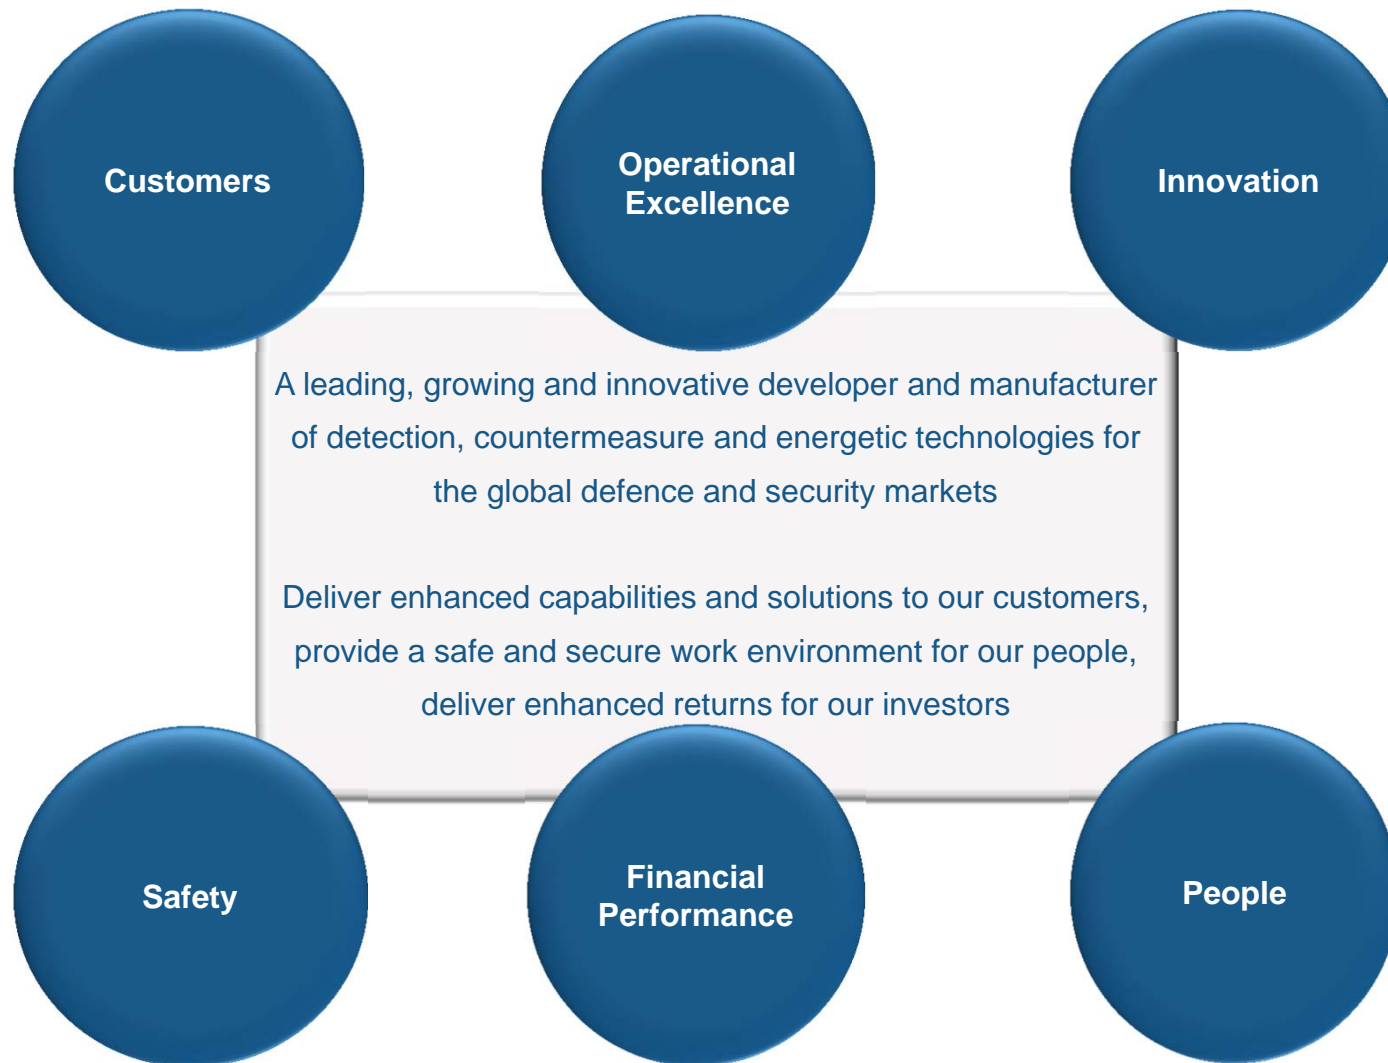 Customers
Operational
Excellence
Innovation
A leading, growing and innovative developer and manufacturer
of detection, countermeasure and energetic technologies for
the global defence and security markets
Deliver enhanced capabilities and solutions to our customers,
provide a safe and secure work environment for our people,
deliver enhanced returns for our investors
Safety
Financial
Performance
People